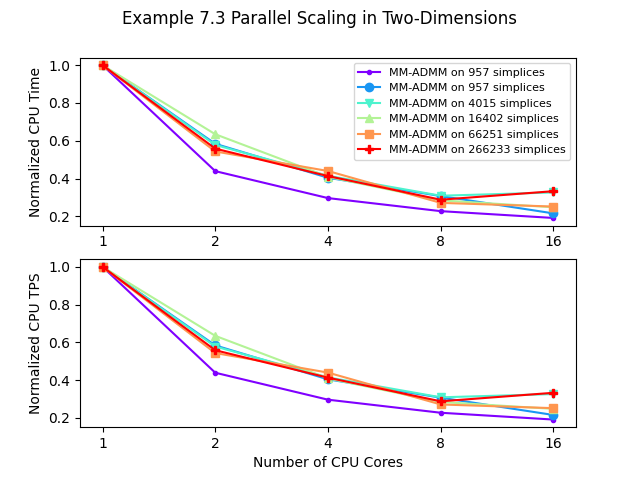 Example 7.3 Parallel Scaling in Two-Dimensions
Normalized CPU Time
1.0
0.8
0.6
0.4
0.2
MM-ADMM on 957 simplices
MM-ADMM on 957 simplices
MM-ADMM on 4015 simplices
MM-ADMM on 16402 simplices
MM-ADMM on 66251 simplices
MM-ADMM on 266233 simplices
1 2 4 8 16
Normalized CPU TPS
1.0
0.8
0.6
0.4
0.2
1 2 4 8 16
Number of CPU Cores